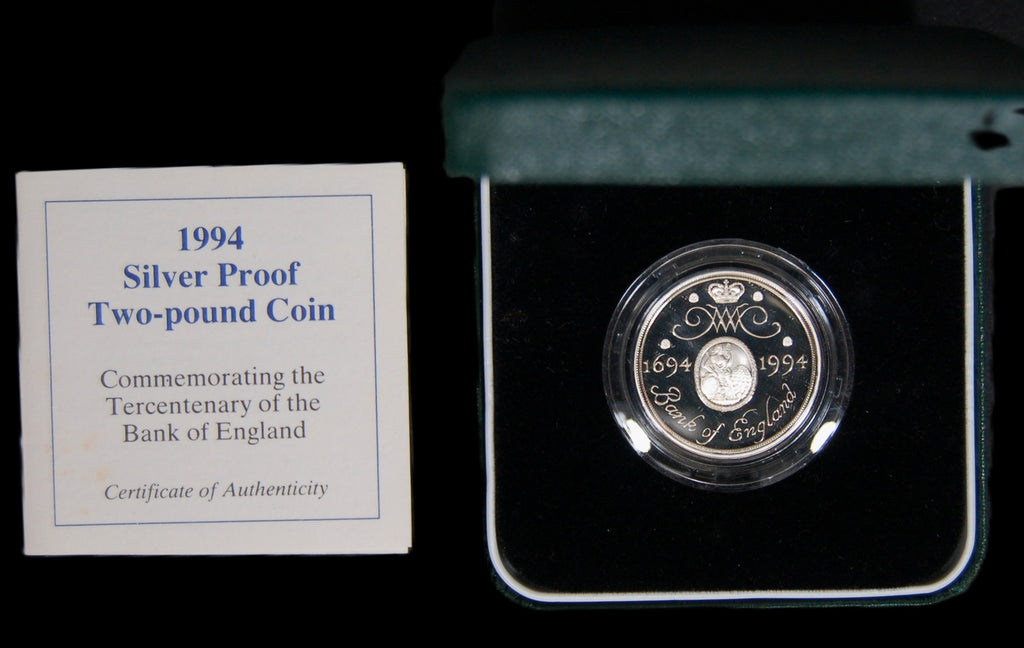 1994
Silver Proof
Two-pound Coin
Commemorating the
Tercentenary of the
Bank of England
Certificate of Authenticity
1694 1994
Bank of England